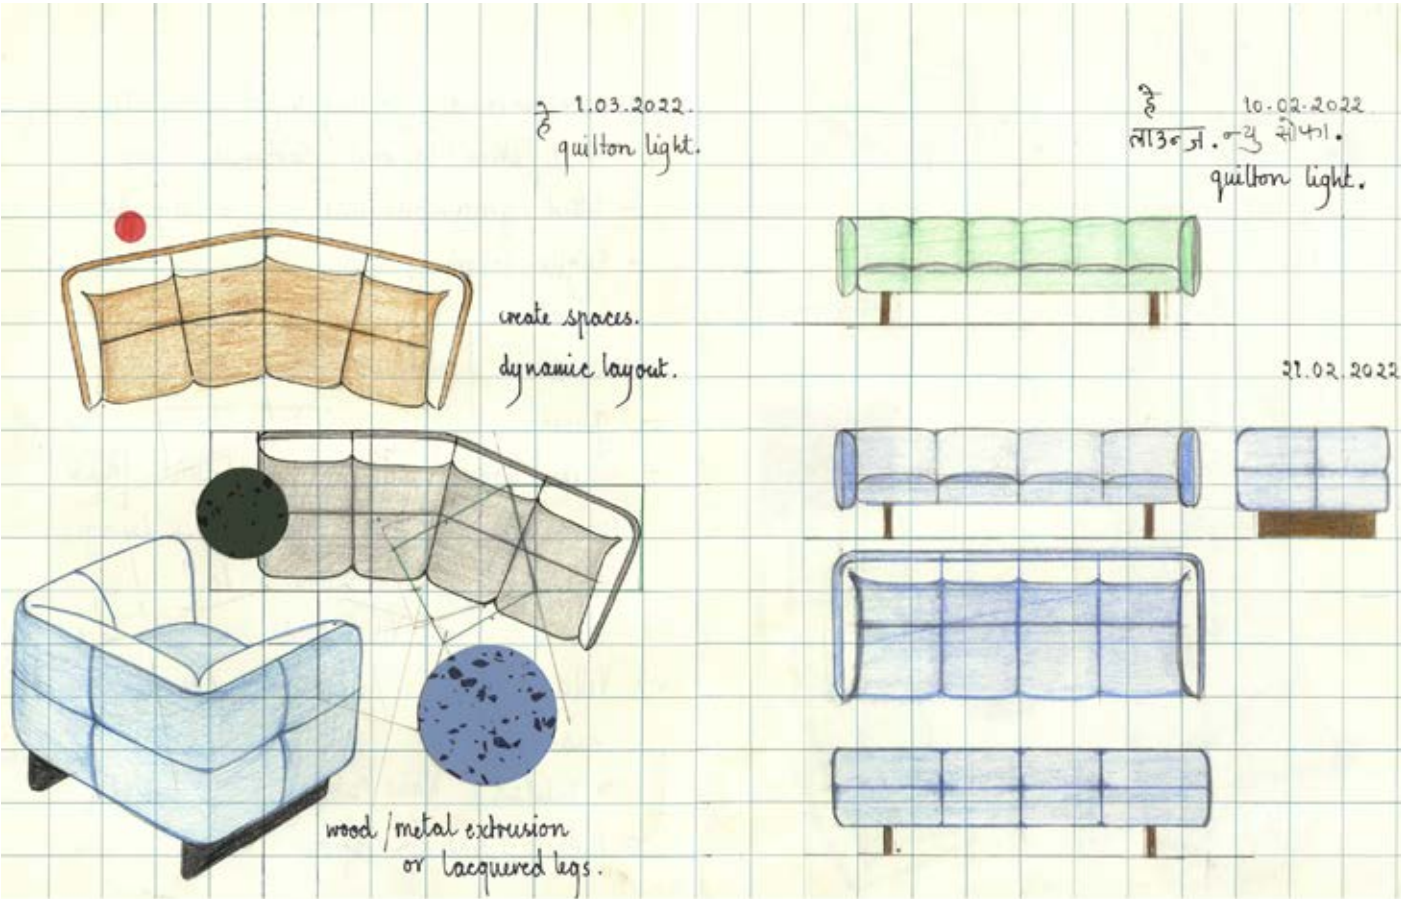 हे 1.03.2022.
quilton light.
create spaces.
dynamic layout.
wood/metal extrusion
or lacquered legs.
हे 10.02.2022
लाउन्ज. न्यु सोफा.
quilton light.
21.02.2022